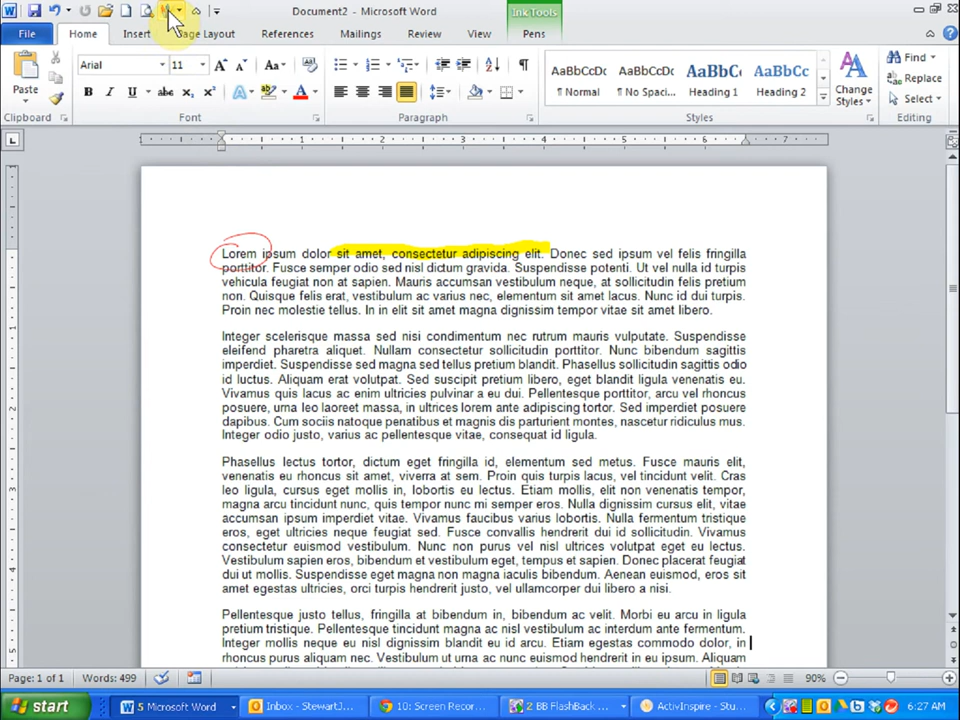 Document2 - Microsoft Word
Ink Tools
File Home Insert Page Layout References Mailings Review View Pens
Paste
Arial 11
AaBbCcDc AaBbCcDc AaBbC( AaBbCc
¶ Normal ¶ No Spaci... Heading 1 Heading 2
Change Styles
Find
Replace
Select
Clipboard Font Paragraph Styles Editing
Lorem ipsum dolor sit amet, consectetur adipiscing elit. Donec sed ipsum vel felis fringilla
porttitor. Fusce semper odio sed nisl dictum gravida. Suspendisse potenti. Ut vel nulla id turpis
vehicula feugiat non at sapien. Mauris accumsan vestibulum neque, at sollicitudin felis pretium
non. Quisque felis erat, vestibulum ac varius nec, elementum sit amet lacus. Nunc id dui turpis.
Proin nec molestie tellus. In in elit sit amet magna dignissim tempor vitae sit amet libero.
Integer scelerisque massa sed nisi condimentum nec rutrum mauris vulputate. Suspendisse
eleifend pharetra aliquet. Nullam consectetur sollicitudin porttitor. Nunc bibendum sagittis
imperdiet. Suspendisse sed magna sed tellus pretium blandit. Phasellus sollicitudin sagittis odio
id luctus. Aliquam erat volutpat. Sed suscipit pretium libero, eget blandit ligula venenatis eu.
Vivamus quis lacus ac enim ultricies pulvinar a eu dui. Pellentesque porttitor, arcu vel rhoncus
posuere, urna leo laoreet massa, in ultrices lorem ante adipiscing tortor. Sed imperdiet posuere
dapibus. Cum sociis natoque penatibus et magnis dis parturient montes, nascetur ridiculus mus.
Integer odio justo, varius ac pellentesque vitae, consequat id ligula.
Phasellus lectus tortor, dictum eget fringilla id, elementum sed metus. Fusce mauris elit,
venenatis eu rhoncus sit amet, viverra at sem. Proin quis turpis lacus, vel tincidunt velit. Cras
leo ligula, cursus eget mollis in, lobortis eu lectus. Etiam mollis, elit non venenatis tempor,
magna arcu tincidunt nunc, quis tempor mi semper eros. Nulla dignissim cursus elit, vitae
accumsan ipsum imperdiet vitae. Vivamus faucibus varius lobortis. Nulla fermentum tristique
eros, eget ultricies neque feugiat sed. Fusce convallis hendrerit dui id sollicitudin. Vivamus
consectetur euismod vestibulum. Nunc non purus vel nisl ultrices volutpat eget eu lectus.
Vestibulum sapien eros, bibendum et vestibulum eget, tempus et sapien. Donec placerat feugiat
dui ut mollis. Suspendisse eget magna non magna iaculis bibendum. Aenean euismod, eros sit
amet egestas ultricies, orci turpis hendrerit justo, vel ullamcorper dui libero a nisi.
Pellentesque justo tellus, fringilla at bibendum in, bibendum ac velit. Morbi eu arcu in ligula
pretium tristique. Pellentesque tincidunt magna ac nisl vestibulum ac interdum ante fermentum.
Integer mollis neque eu nisl dignissim blandit eu id arcu. Etiam egestas commodo dolor, in
rhoncus purus aliquam nec. Vestibulum ut urna ac nunc euismod hendrerit in eu ipsum. Aliquam
Page: 1 of 1 Words: 499 90%
start 5 Microsoft Word Inbox - StewartJ... 10: Screen Recor... 2 BB FlashBack ... ActivInspire - Stu... 6:27 AM